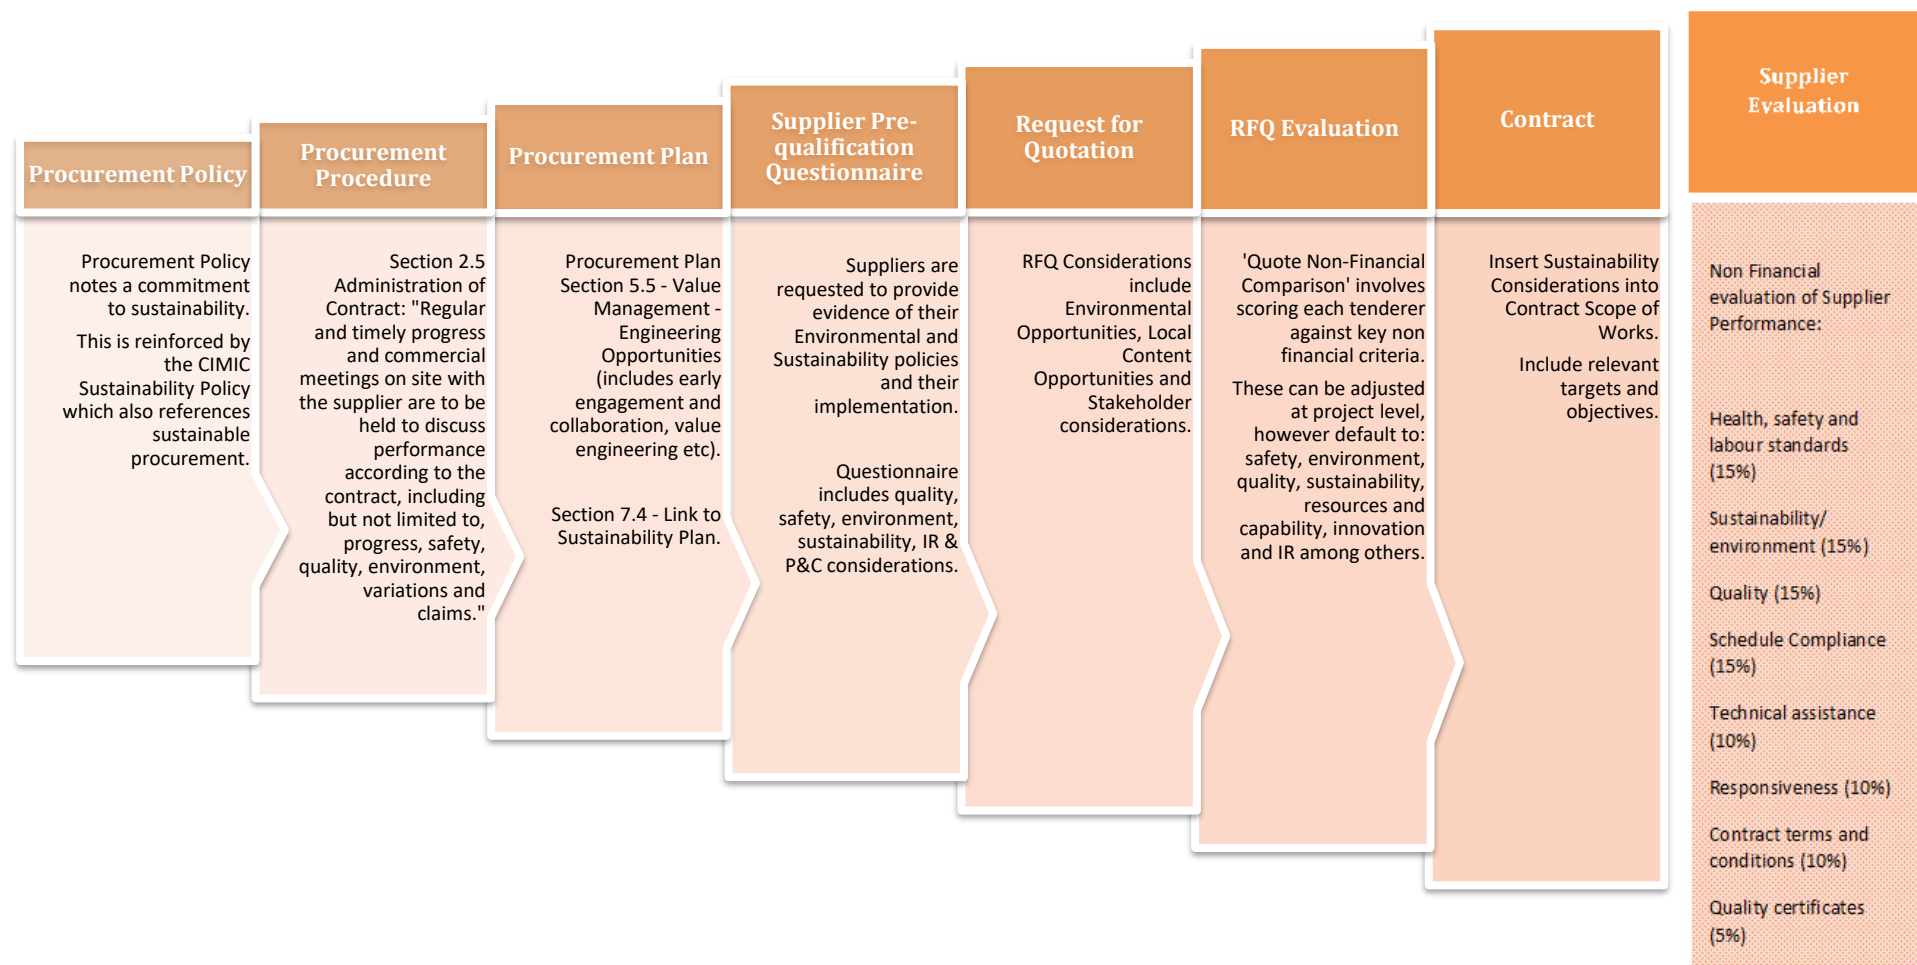 Procurement Policy
Procurement Policy
notes a commitment
to sustainability.
This is reinforced by
the CIMIC
Sustainability Policy
which also references
sustainable
procurement.
Procurement
Procedure
Section 2.5
Administration of
Contract: "Regular
and timely progress
and commercial
meetings on site with
the supplier are to be
held to discuss
performance
according to the
contract, including
but not limited to,
progress, safety,
quality, environment,
variations and
claims."
Procurement Plan
Procurement Plan
Section 5.5 - Value
Management -
Engineering
Opportunities
(includes early
engagement and
collaboration, value
engineering etc).
Section 7.4 - Link to
Sustainability Plan.
Supplier Pre-
qualification
Questionnaire
Suppliers are
requested to provide
evidence of their
Environmental and
Sustainability policies
and their
implementation.
Questionnaire
includes quality,
safety, environment,
sustainability, IR &
P&C considerations.
Request for
Quotation
RFQ Considerations
include
Environmental
Opportunities, Local
Content
Opportunities and
Stakeholder
considerations.
RFQ Evaluation
'Quote Non-Financial
Comparison' involves
scoring each tenderer
against key non
financial criteria.
These can be adjusted
at project level,
however default to:
safety, environment,
quality, sustainability,
resources and
capability, innovation
and IR among others.
Contract
Insert Sustainability
Considerations into
Contract Scope of
Works.
Include relevant
targets and
objectives.
Supplier
Evaluation
Non Financial
evaluation of Supplier
Performance:
Health, safety and
labour standards
(15%)
Sustainability/
environment (15%)
Quality (15%)
Schedule Compliance
(15%)
Technical assistance
(10%)
Responsiveness (10%)
Contract terms and
conditions (10%)
Quality certificates
(5%)